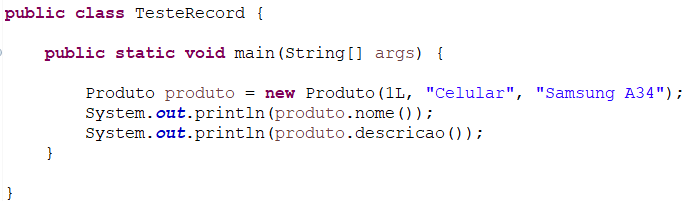 public class TesteRecord {
public static void main(String[] args) {
Produto produto = new Produto(1L, "Celular", "Samsung A34");
System.out.println(produto.nome());
System.out.println(produto.descricao());
}
}